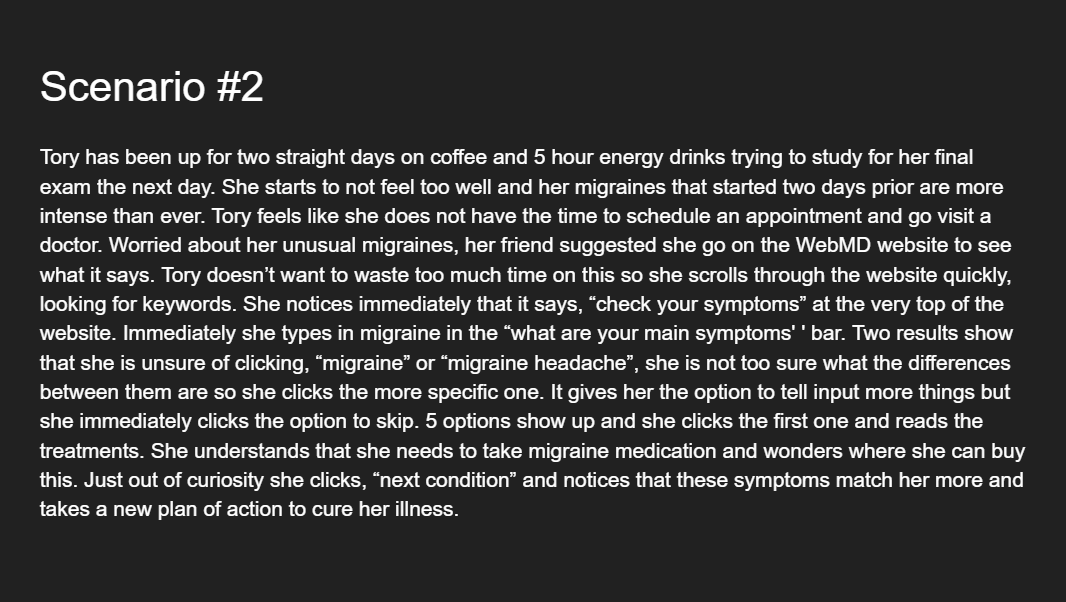 Scenario #2
Tory has been up for two straight days on coffee and 5 hour energy drinks trying to study for her final
exam the next day. She starts to not feel too well and her migraines that started two days prior are more
intense than ever. Tory feels like she does not have the time to schedule an appointment and go visit a
doctor. Worried about her unusual migraines, her friend suggested she go on the WebMD website to see
what it says. Tory doesn’t want to waste too much time on this so she scrolls through the website quickly,
looking for keywords. She notices immediately that it says, “check your symptoms” at the very top of the
website. Immediately she types in migraine in the “what are your main symptoms' ' bar. Two results show
that she is unsure of clicking, “migraine” or “migraine headache”, she is not too sure what the differences
between them are so she clicks the more specific one. It gives her the option to tell input more things but
she immediately clicks the option to skip. 5 options show up and she clicks the first one and reads the
treatments. She understands that she needs to take migraine medication and wonders where she can buy
this. Just out of curiosity she clicks, “next condition” and notices that these symptoms match her more and
takes a new plan of action to cure her illness.